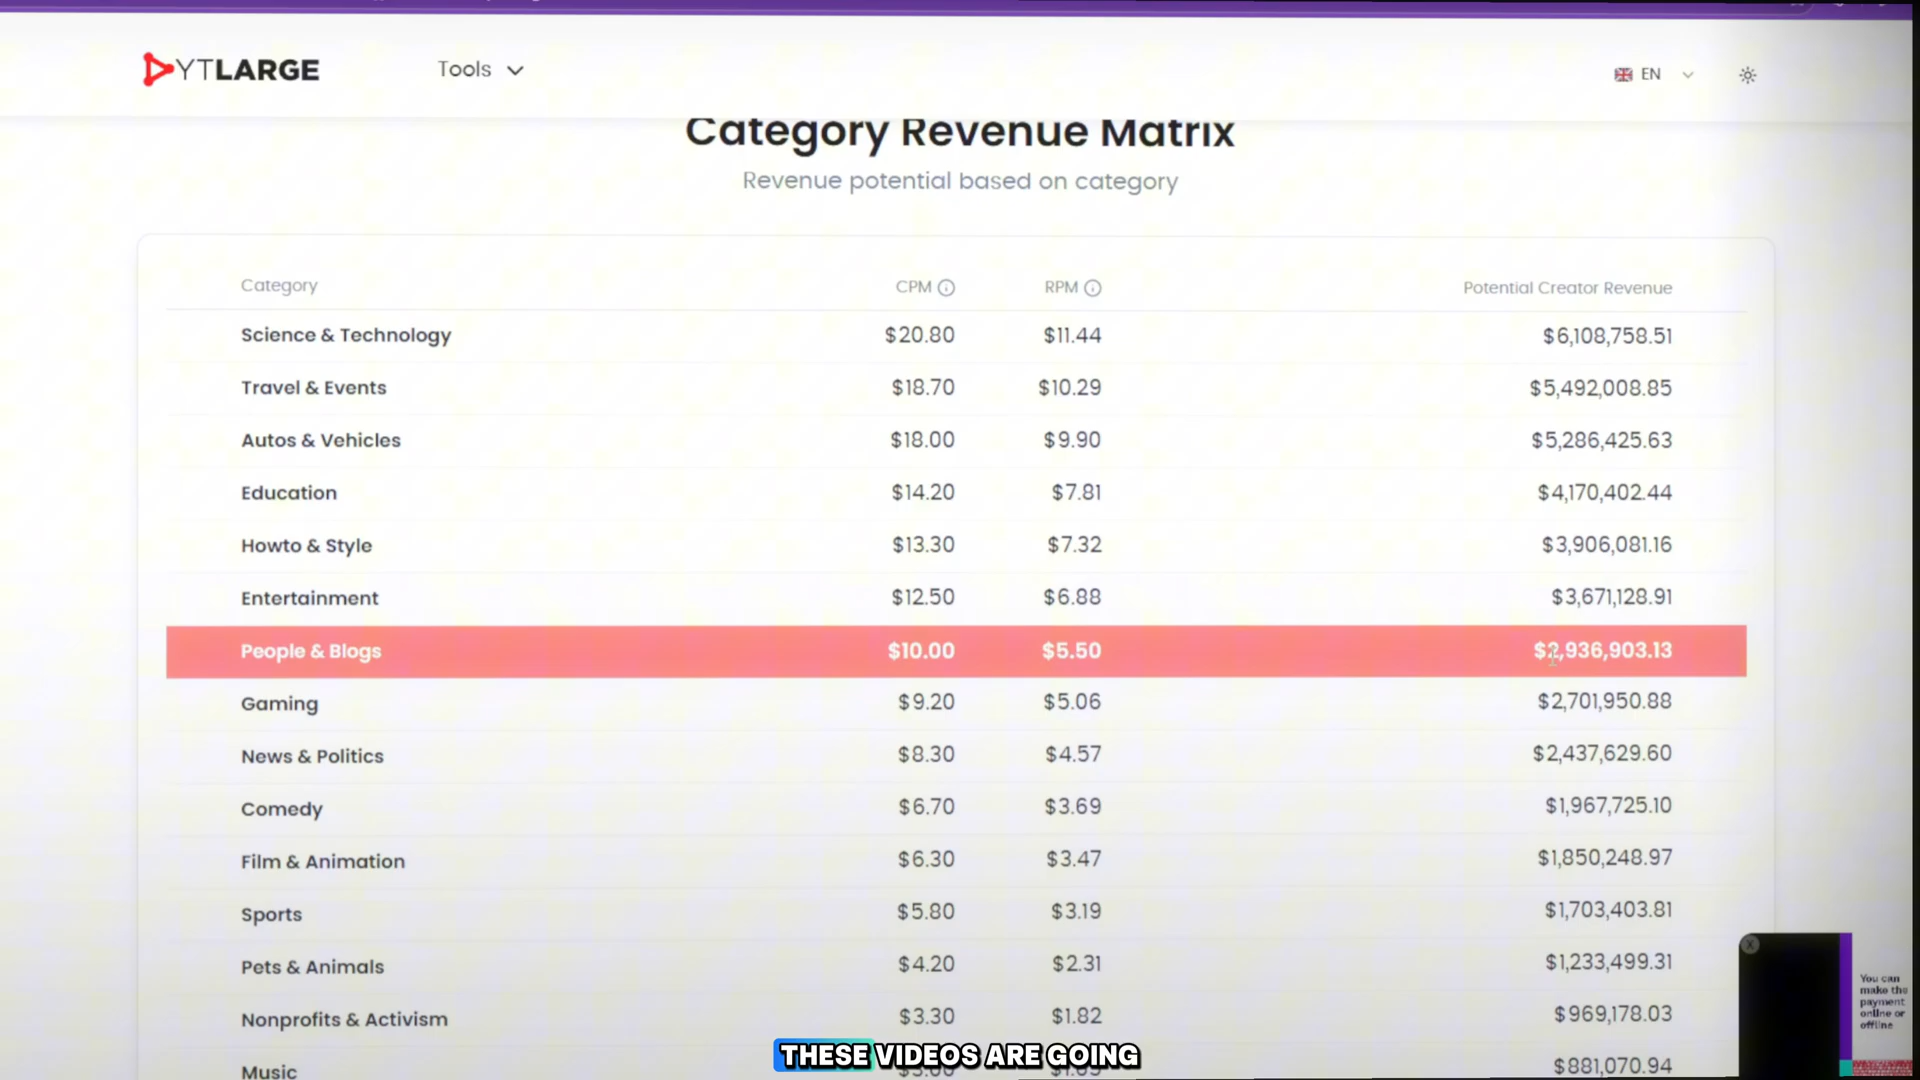 YTLARGE
Tools
EN
Category Revenue Matrix
Revenue potential based on category
Category CPM RPM Potential Creator Revenue
Science & Technology $20.80 $11.44 $6,108,758.51
Travel & Events $18.70 $10.29 $5,492,008.85
Autos & Vehicles $18.00 $9.90 $5,286,425.63
Education $14.20 $7.81 $4,170,402.44
Howto & Style $13.30 $7.32 $3,906,081.16
Entertainment $12.50 $6.88 $3,671,128.91
People & Blogs $10.00 $5.50 $2,936,903.13
Gaming $9.20 $5.06 $2,701,950.88
News & Politics $8.30 $4.57 $2,437,629.60
Comedy $6.70 $3.69 $1,967,725.10
Film & Animation $6.30 $3.47 $1,850,248.97
Sports $5.80 $3.19 $1,703,403.81
Pets & Animals $4.20 $2.31 $1,233,499.31
Nonprofits & Activism $3.30 $1.82 $969,178.03
Music $881,070.94
THESE VIDEOS ARE GOING
You can
make the
payment
online or
offline